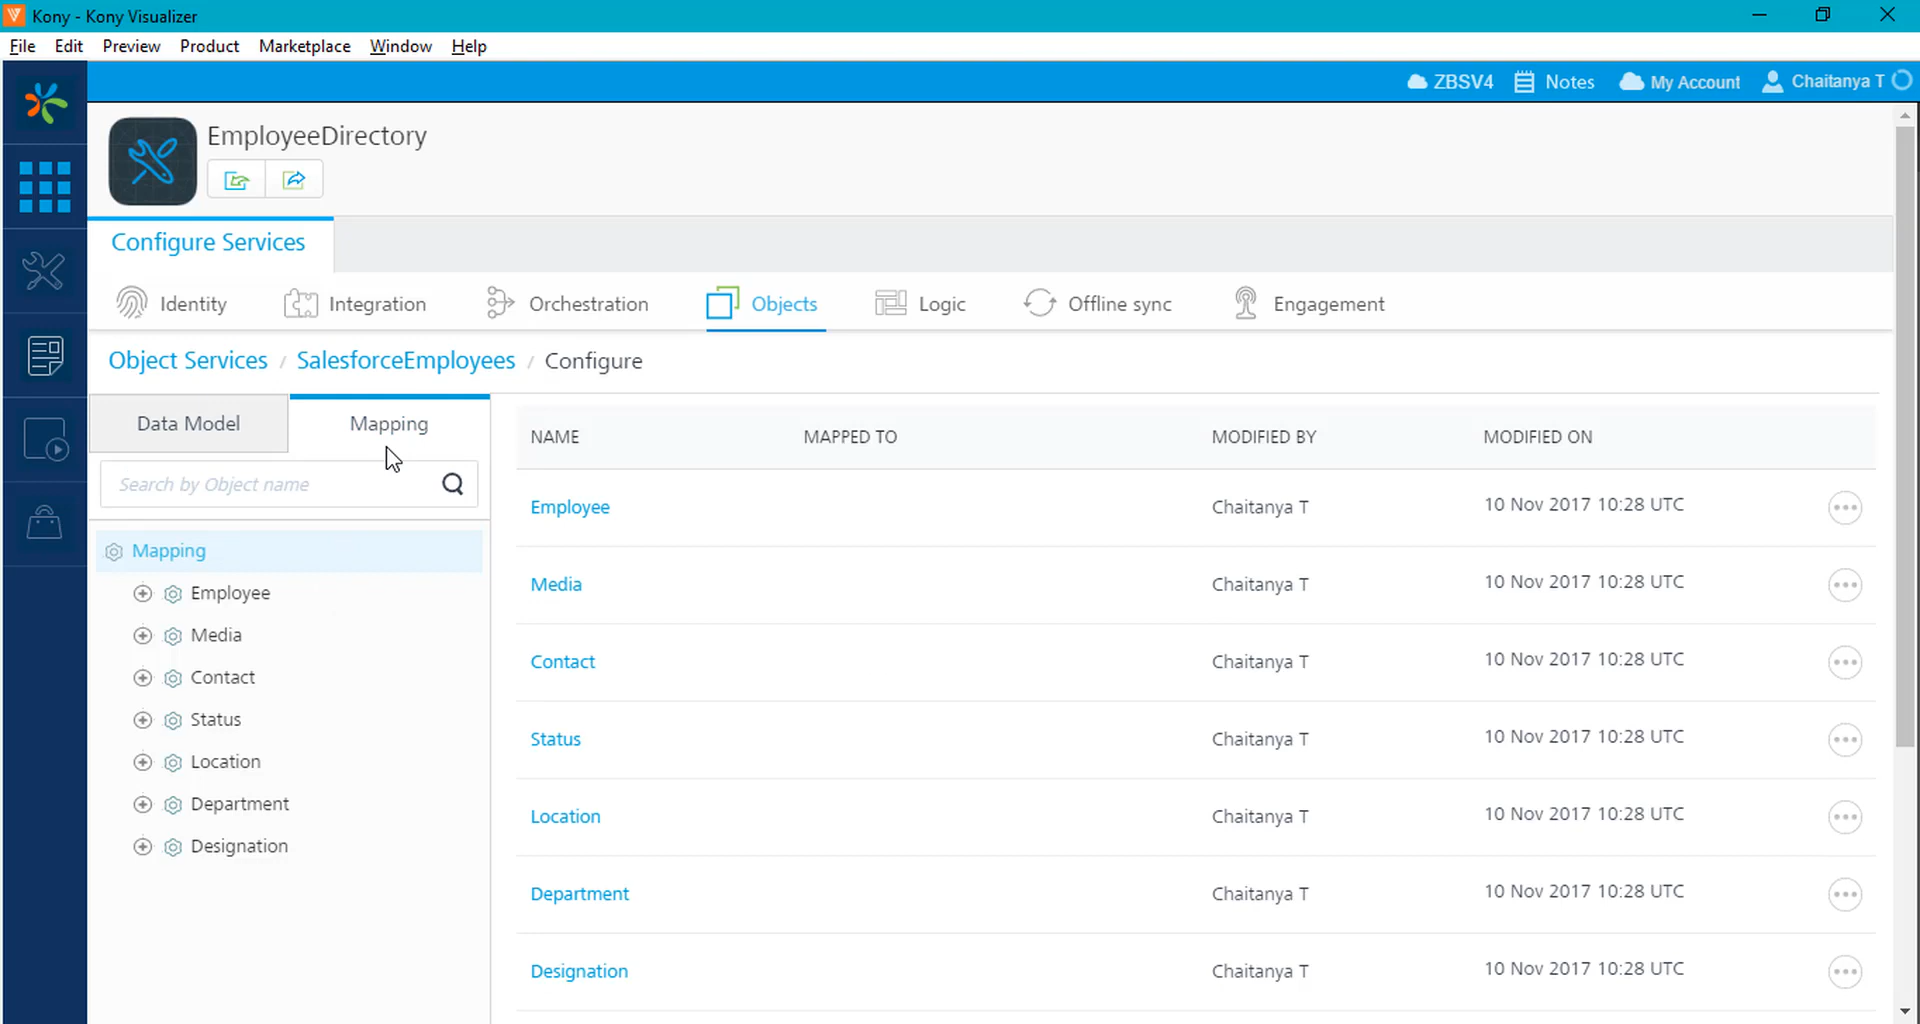 Kony - Kony Visualizer
File Edit Preview Product Marketplace Window Help
ZBSV4 Notes My Account Chaitanya T
EmployeeDirectory
Configure Services
Identity Integration Orchestration Objects Logic Offline sync Engagement
Object Services / SalesforceEmployees / Configure
Data Model Mapping
Search by Object name
Mapping
Employee
Media
Contact
Status
Location
Department
Designation
NAME MAPPED TO MODIFIED BY MODIFIED ON
Employee Chaitanya T 10 Nov 2017 10:28 UTC
Media Chaitanya T 10 Nov 2017 10:28 UTC
Contact Chaitanya T 10 Nov 2017 10:28 UTC
Status Chaitanya T 10 Nov 2017 10:28 UTC
Location Chaitanya T 10 Nov 2017 10:28 UTC
Department Chaitanya T 10 Nov 2017 10:28 UTC
Designation Chaitanya T 10 Nov 2017 10:28 UTC